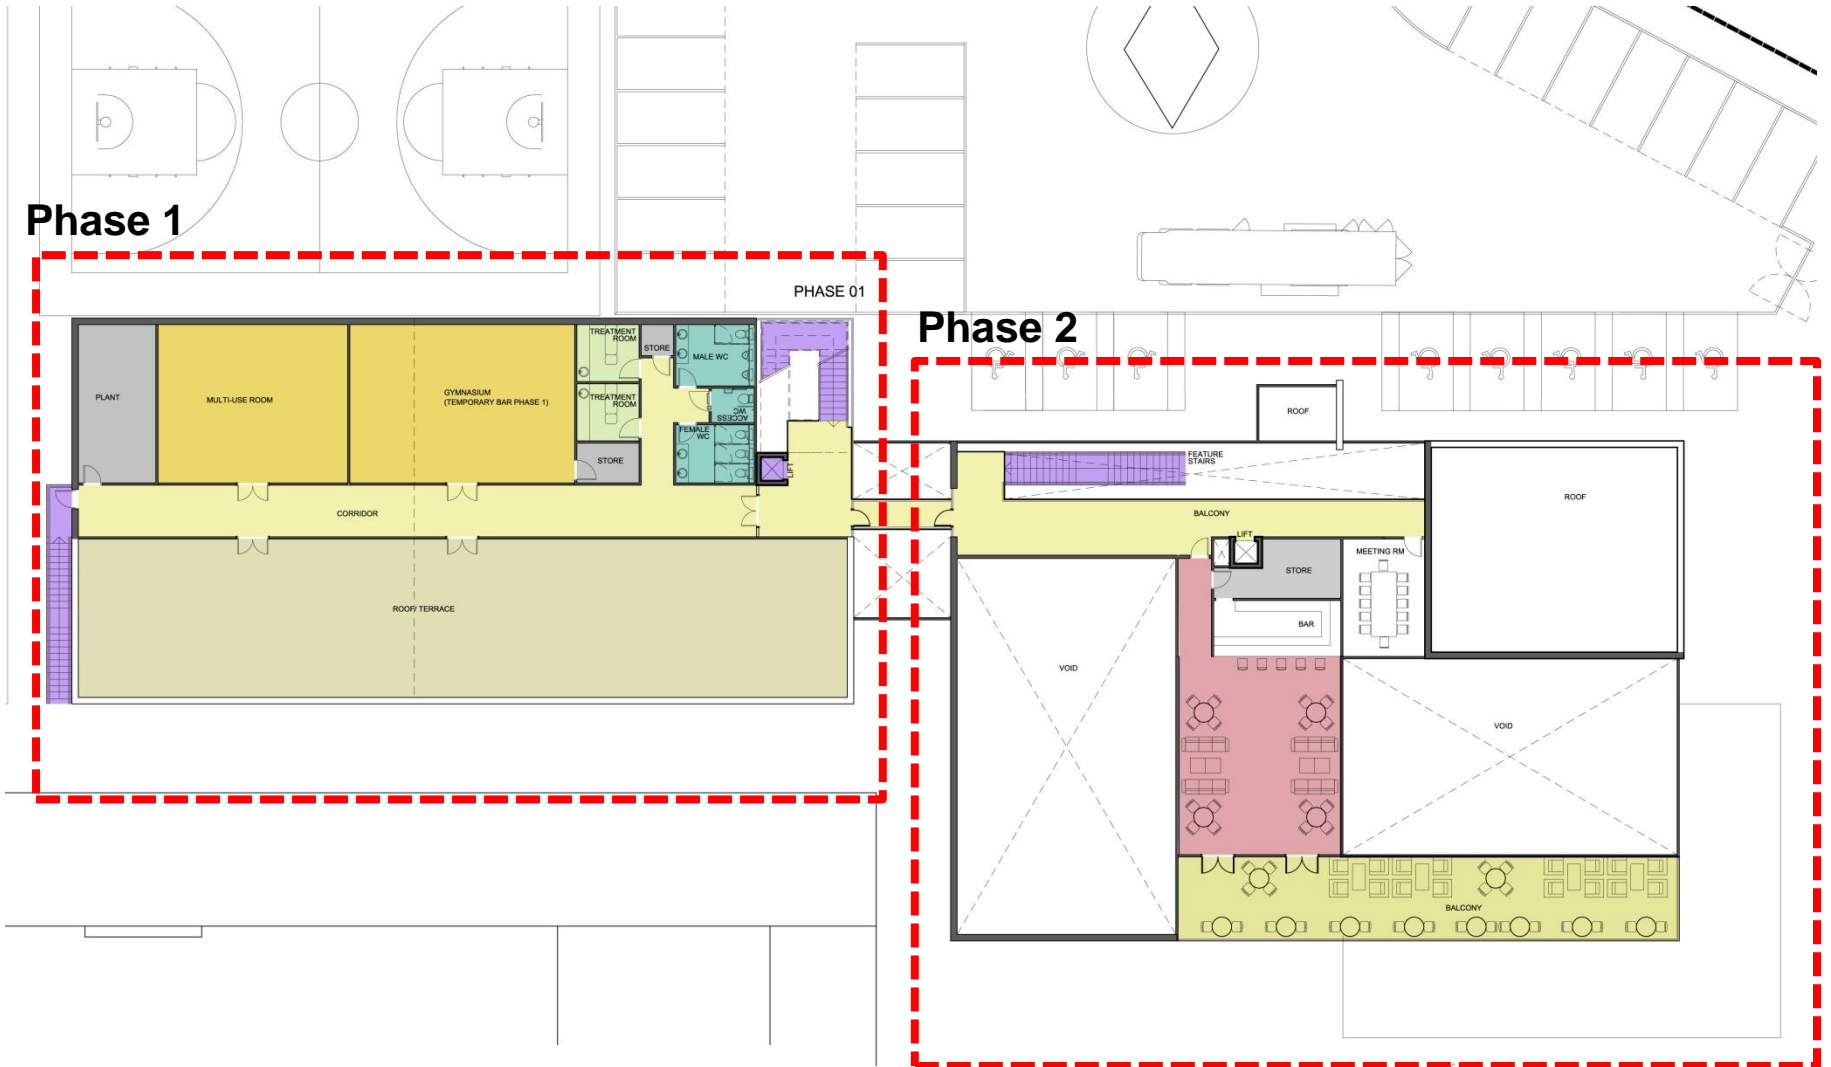 Phase 1
PHASE 01
Phase 2
TREATMENT
ROOM
STORE
MALE WC
PLANT
MULTI-USE ROOM
GYMNASIUM
(TEMPORARY BAR PHASE 1)
TREATMENT
ROOM
ACCESS
WC
FEMALE
WC
STORE
LIFT
CORRIDOR
ROOF/ TERRACE
ROOF
FEATURE
STAIRS
ROOF
BALCONY
LIFT
MEETING RM
STORE
BAR
VOID
VOID
BALCONY